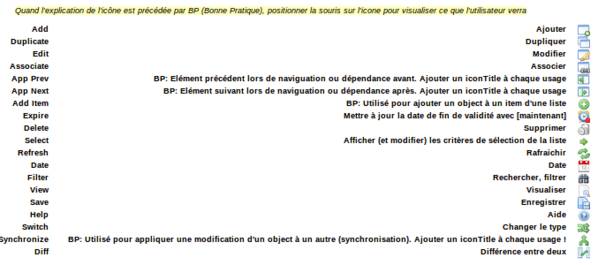 Quand l'explication de l'icône est précédée par BP (Bonne Pratique), positionner la souris sur l'icone pour visualiser ce que l'utilisateur verra
Add Ajouter
Duplicate Dupliquer
Edit Modifier
Associate Associer
App Prev BP: Elément précédent lors de naviguation ou dépendance avant. Ajouter un iconTitle à chaque usage
App Next BP: Elément suivant lors de naviguation ou dépendance après. Ajouter un iconTitle à chaque usage
Add Item BP: Utilisé pour ajouter un object à un item d'une liste
Expire Mettre à jour la date de fin de validité avec [maintenant]
Delete Supprimer
Select Afficher (et modifier) les critères de sélection de la liste
Refresh Rafraichir
Date Date
Filter Rechercher, filtrer
View Visualiser
Save Enregistrer
Help Aide
Switch Changer le type
Synchronize BP: Utilisé pour appliquer une modification d'un object à un autre (synchronisation). Ajouter un iconTitle à chaque usage !
Diff Différence entre deux